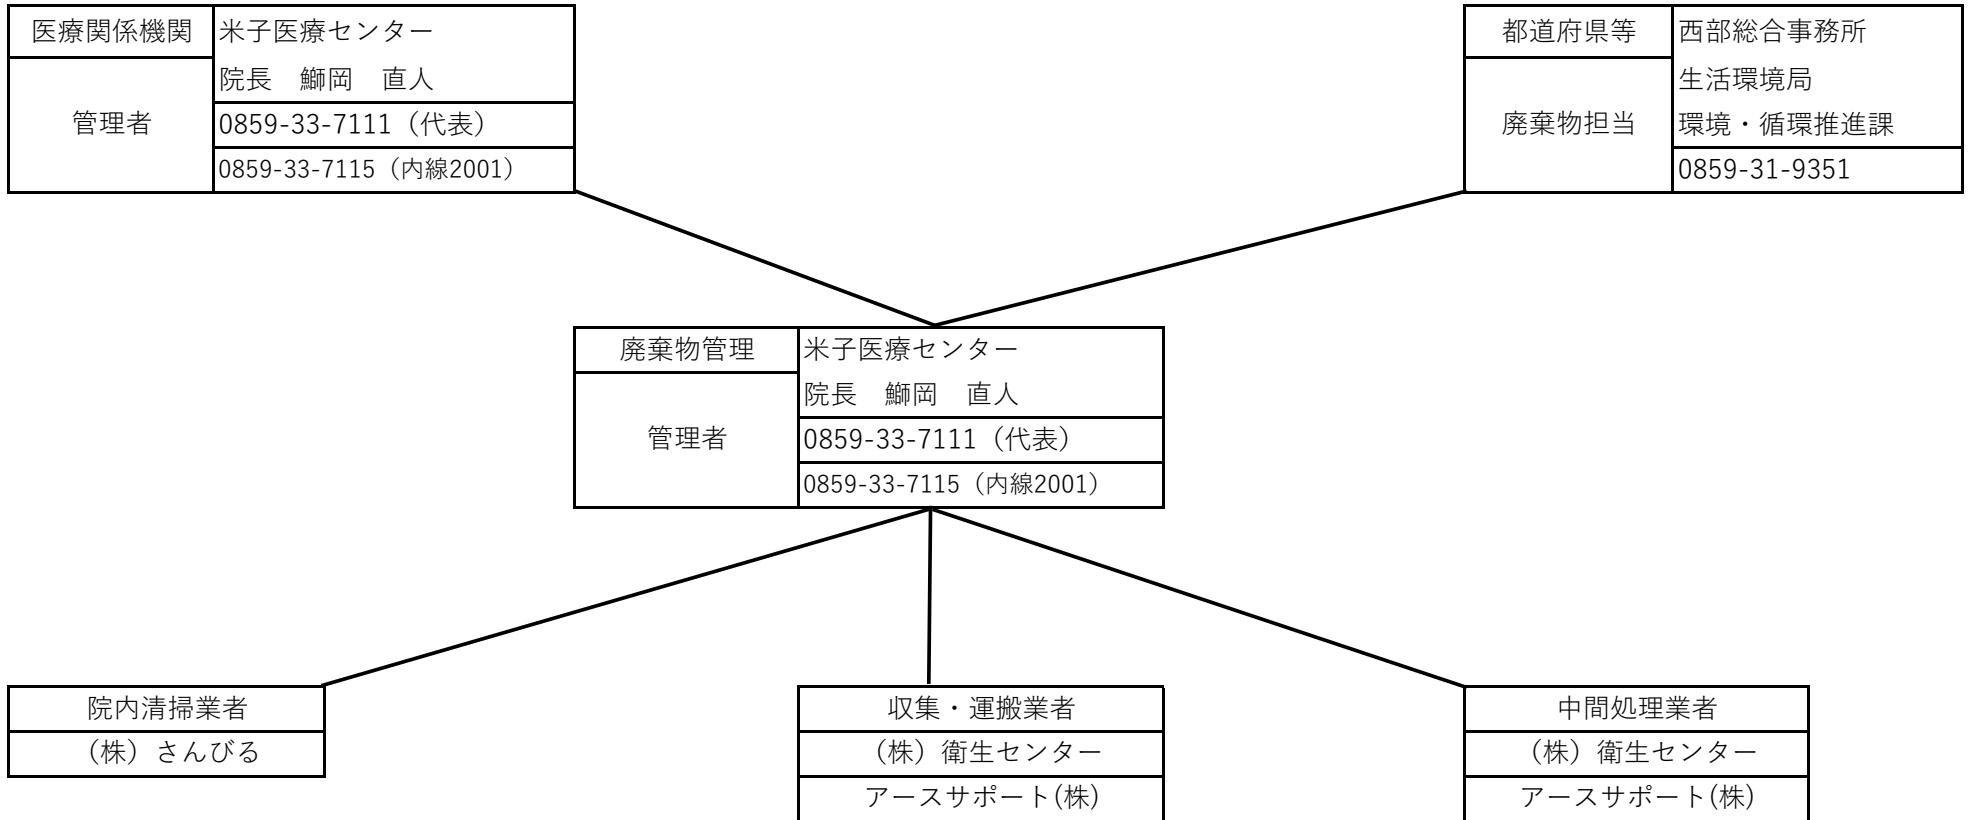 医療関係機関
米子医療センター
院長　鰤岡　直人
管理者
0859-33-7111（代表）
0859-33-7115（内線2001）
都道府県等
西部総合事務所
生活環境局
廃棄物担当
環境・循環推進課
0859-31-9351
廃棄物管理
米子医療センター
院長　鰤岡　直人
管理者
0859-33-7111（代表）
0859-33-7115（内線2001）
院内清掃業者
（株）さんびる
収集・運搬業者
（株）衛生センター
アースサポート(株)
中間処理業者
（株）衛生センター
アースサポート(株)